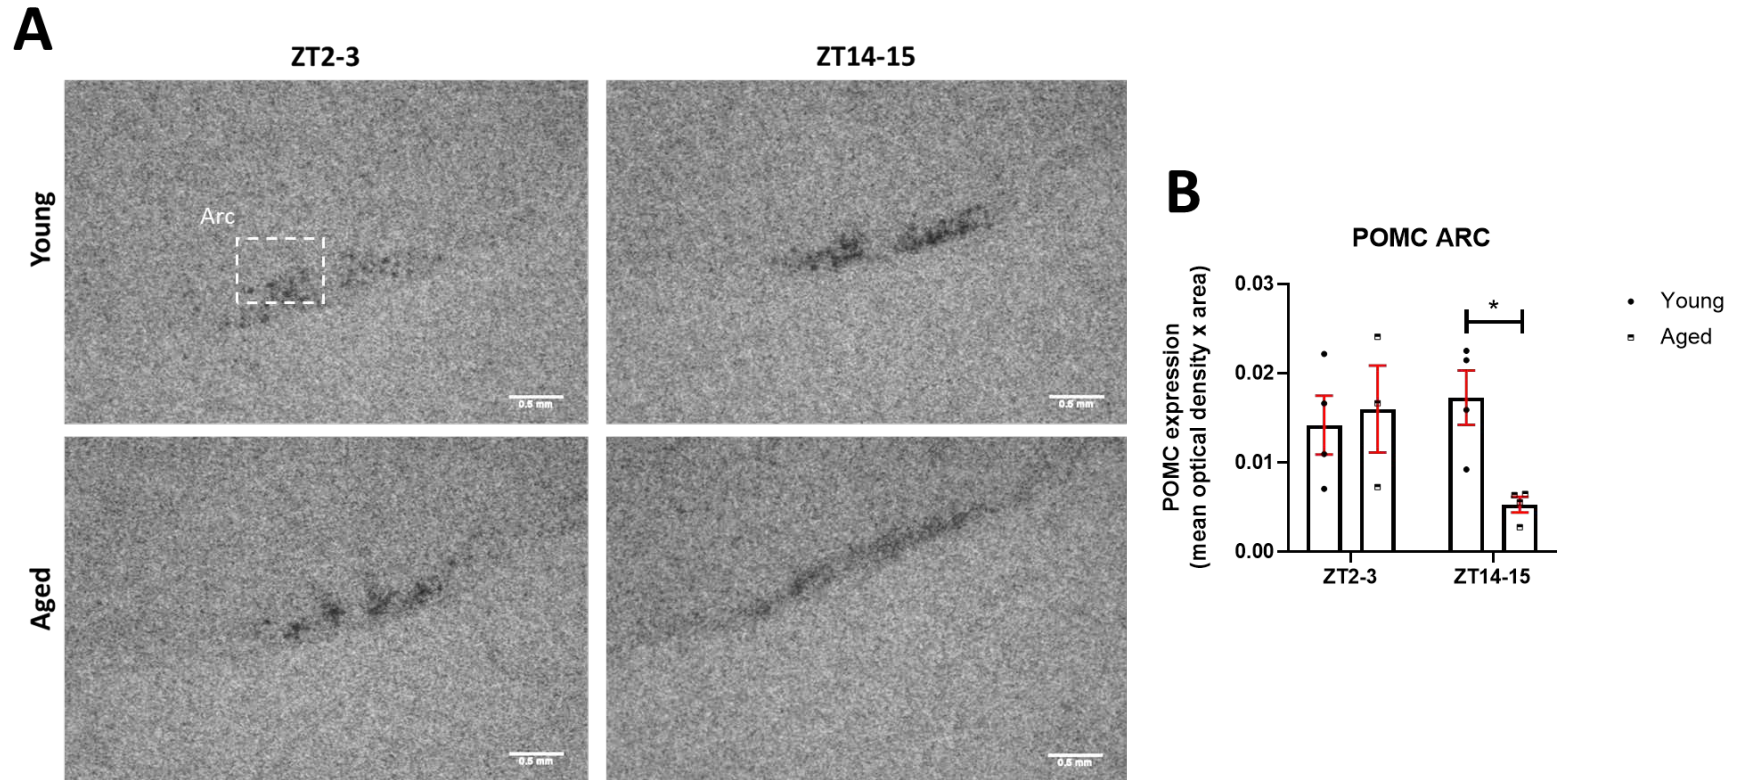 A
ZT2-3
ZT14-15
Young
Arc
0.5 mm
0.5 mm
Aged
0.5 mm
0.5 mm
B
POMC ARC
POMC expression
(mean optical density x area)
0.03
0.02
0.01
0.00
*
ZT2-3
ZT14-15
Young
Aged